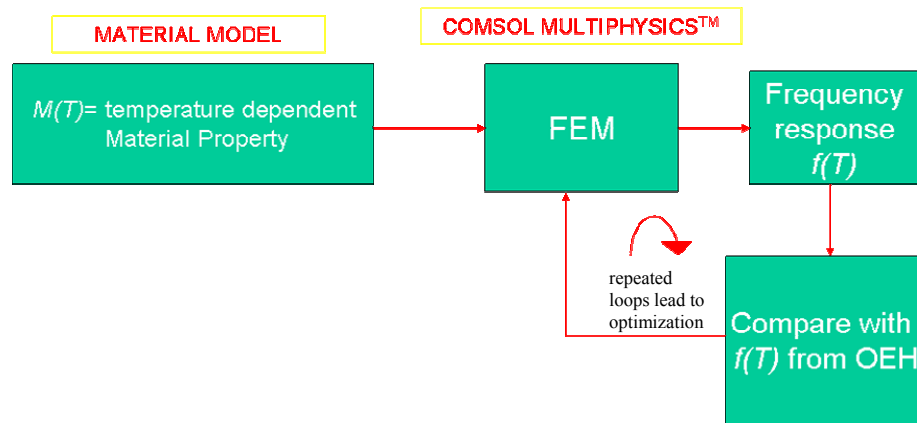 MATERIAL MODEL
COMSOL MULTIPHYSICS™
M(T)= temperature dependent
Material Property
FEM
Frequency
response
f(T)
repeated
loops lead to
optimization
Compare with
f(T) from OEH